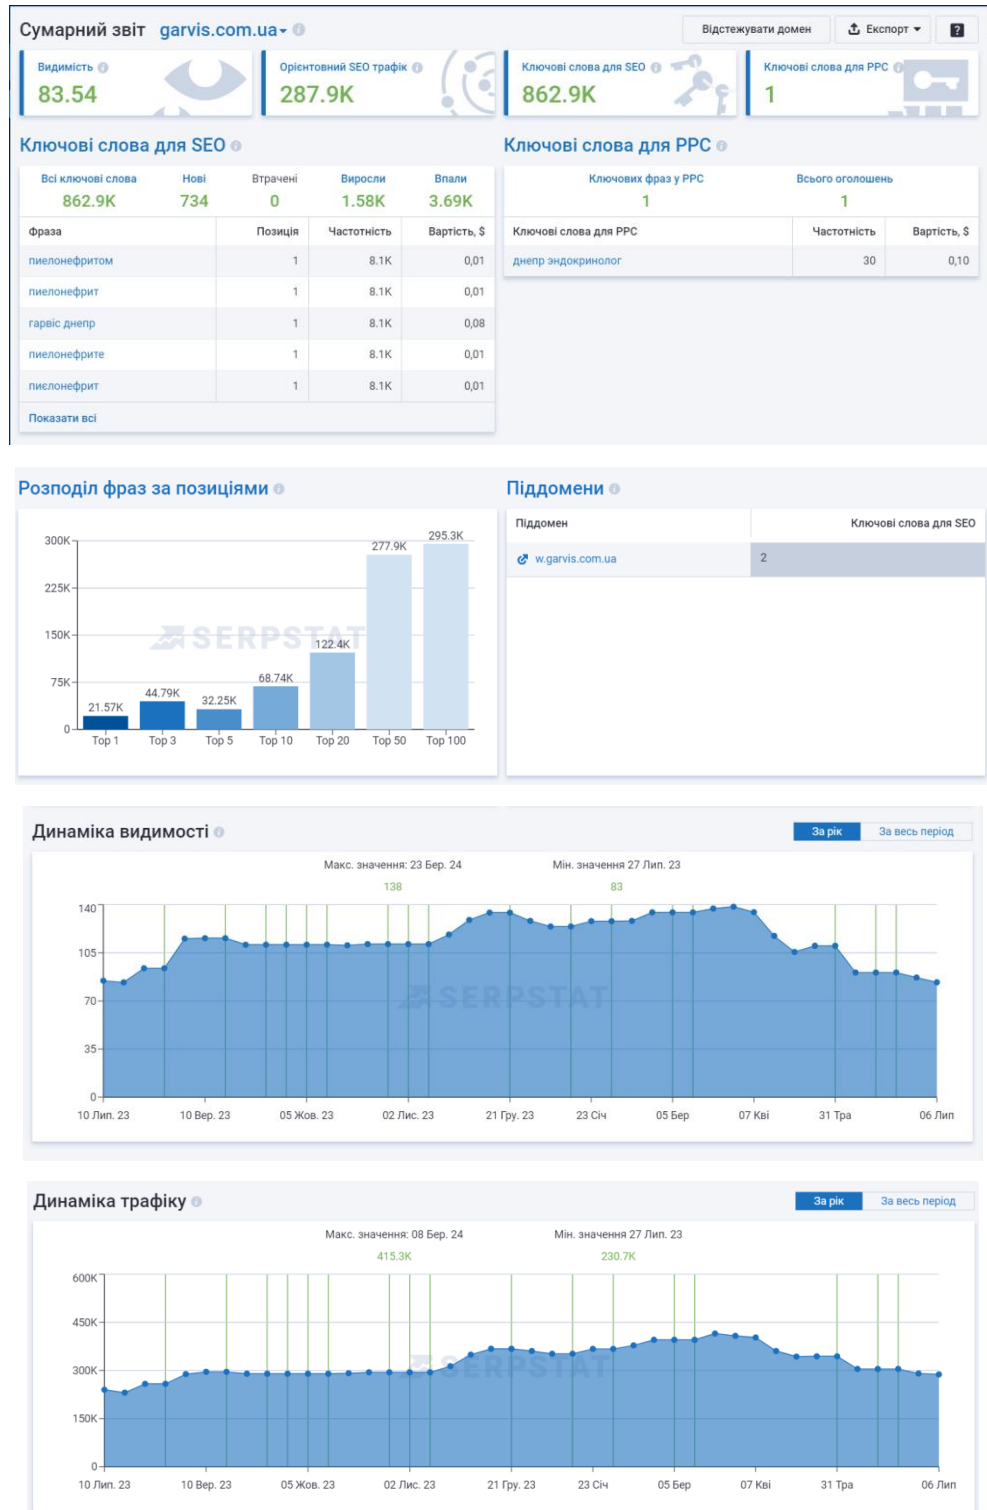 Сумарний звіт garvis.com.ua
Відстежувати домен
Експорт
?
Видимість
83.54
Орієнтовний SEO трафік
287.9K
Ключові слова для SEO
862.9K
Ключові слова для PPC
1
Ключові слова для SEO
Всі ключові слова Нові Втрачені Виросли Впали
862.9K 734 0 1.58K 3.69K
Фраза Позиція Частотність Вартість, $
пиелонефритом 1 8.1K 0,01
пиелонефрит 1 8.1K 0,01
гарвіс днепр 1 8.1K 0,08
пиелонефрите 1 8.1K 0,01
пиєлонефрит 1 8.1K 0,01
Показати всі
Ключові слова для PPC
Ключових фраз у PPC Всього оголошень
1 1
Ключові слова для PPC Частотність Вартість, $
днепр эндокринолог 30 0,10
Розподіл фраз за позиціями
300K
225K
150K
75K
0
21.57K 44.79K 32.25K 68.74K 122.4K 277.9K 295.3K
SERPSTAT
Top 1 Top 3 Top 5 Top 10 Top 20 Top 50 Top 100
Піддомени
Піддомен Ключові слова для SEO
w.garvis.com.ua 2
Динаміка видимості
За рік За весь період
Макс. значення: 23 Бер. 24 Мін. значення 27 Лип. 23
138 83
140
105
70
35
0
SERPSTAT
10 Лип. 23 10 Вер. 23 05 Жов. 23 02 Лис. 23 21 Гру. 23 23 Січ 05 Бер 07 Кві 31 Тра 06 Лип
Динаміка трафіку
За рік За весь період
Макс. значення: 08 Бер. 24 Мін. значення 27 Лип. 23
415.3K 230.7K
600K
450K
300K
150K
0
SERPSTAT
10 Лип. 23 10 Вер. 23 05 Жов. 23 02 Лис. 23 21 Гру. 23 23 Січ 05 Бер 07 Кві 31 Тра 06 Лип